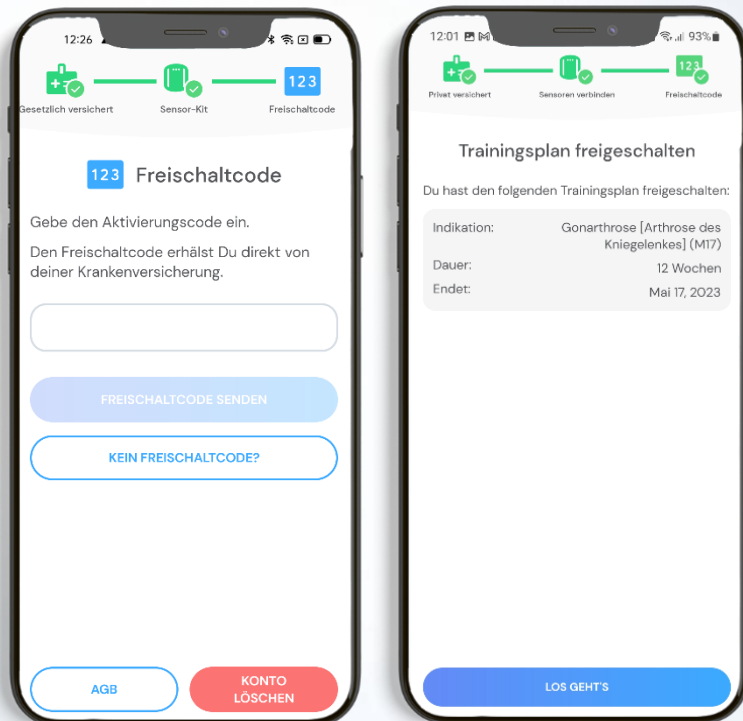 12:26
Gesetzlich versichert
Sensor-Kit
123
Freischaltcode
123 Freischaltcode
Gebe den Aktivierungscode ein.
Den Freischaltcode erhälst Du direkt von
deiner Krankenversicherung.
FREISCHALTCODE SENDEN
KEIN FREISCHALTCODE?
AGB
KONTO
LÖSCHEN
12:01
93%
Privat versichert
Sensoren verbinden
123
Freischaltcode
Trainingsplan freigeschalten
Du hast den folgenden Trainingsplan freigeschalten:
Indikation: Gonarthrose [Arthrose des
Kniegelenkes] (M17)
Dauer: 12 Wochen
Endet: Mai 17, 2023
LOS GEHT'S